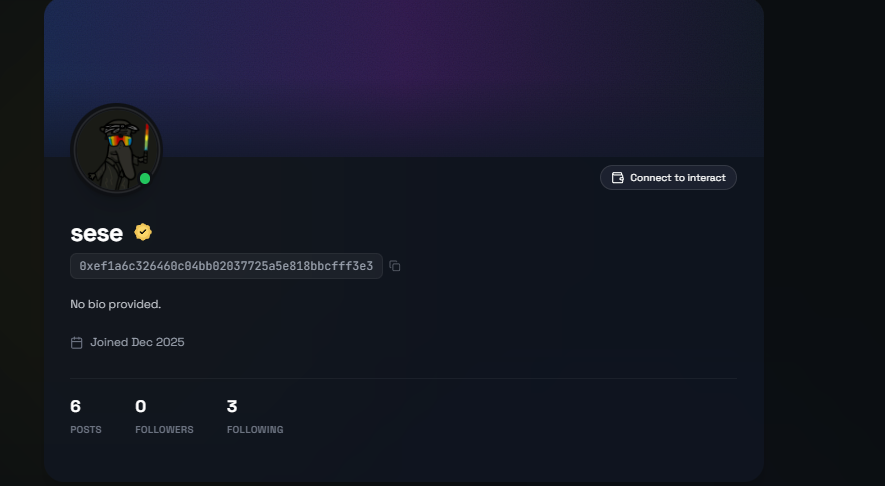 Connect to interact
sese
0xef1a6c326460c04bb02037725a5e818bbcfff3e3
No bio provided.
Joined Dec 2025
6 0 3
POSTS FOLLOWERS FOLLOWING